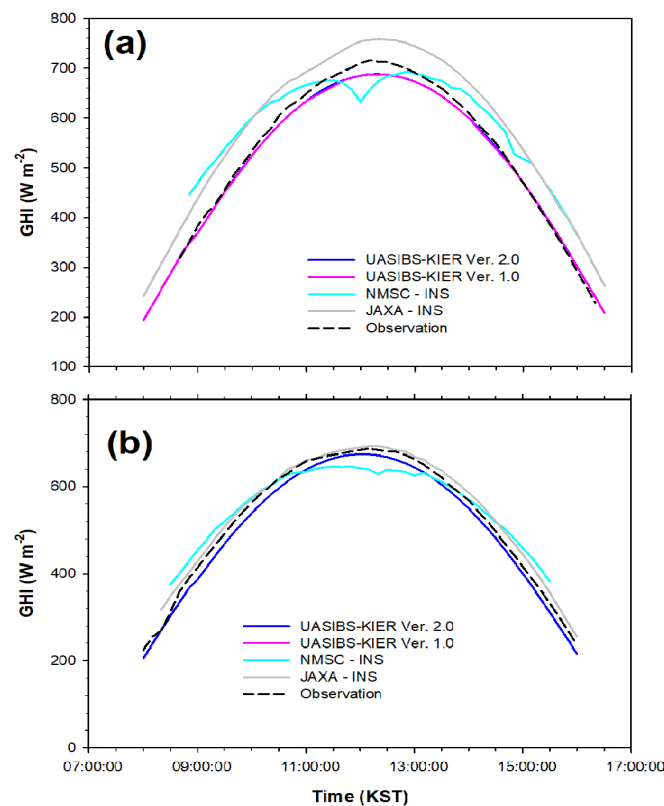 (a)
800
700
600
500
400
300
200
100
GHI (W m-2)
UASIBS-KIER Ver. 2.0
UASIBS-KIER Ver. 1.0
NMSC - INS
JAXA - INS
Observation
(b)
800
600
400
200
0
GHI (W m-2)
UASIBS-KIER Ver. 2.0
UASIBS-KIER Ver. 1.0
NMSC - INS
JAXA - INS
Observation
07:00:00 09:00:00 11:00:00 13:00:00 15:00:00 17:00:00
Time (KST)